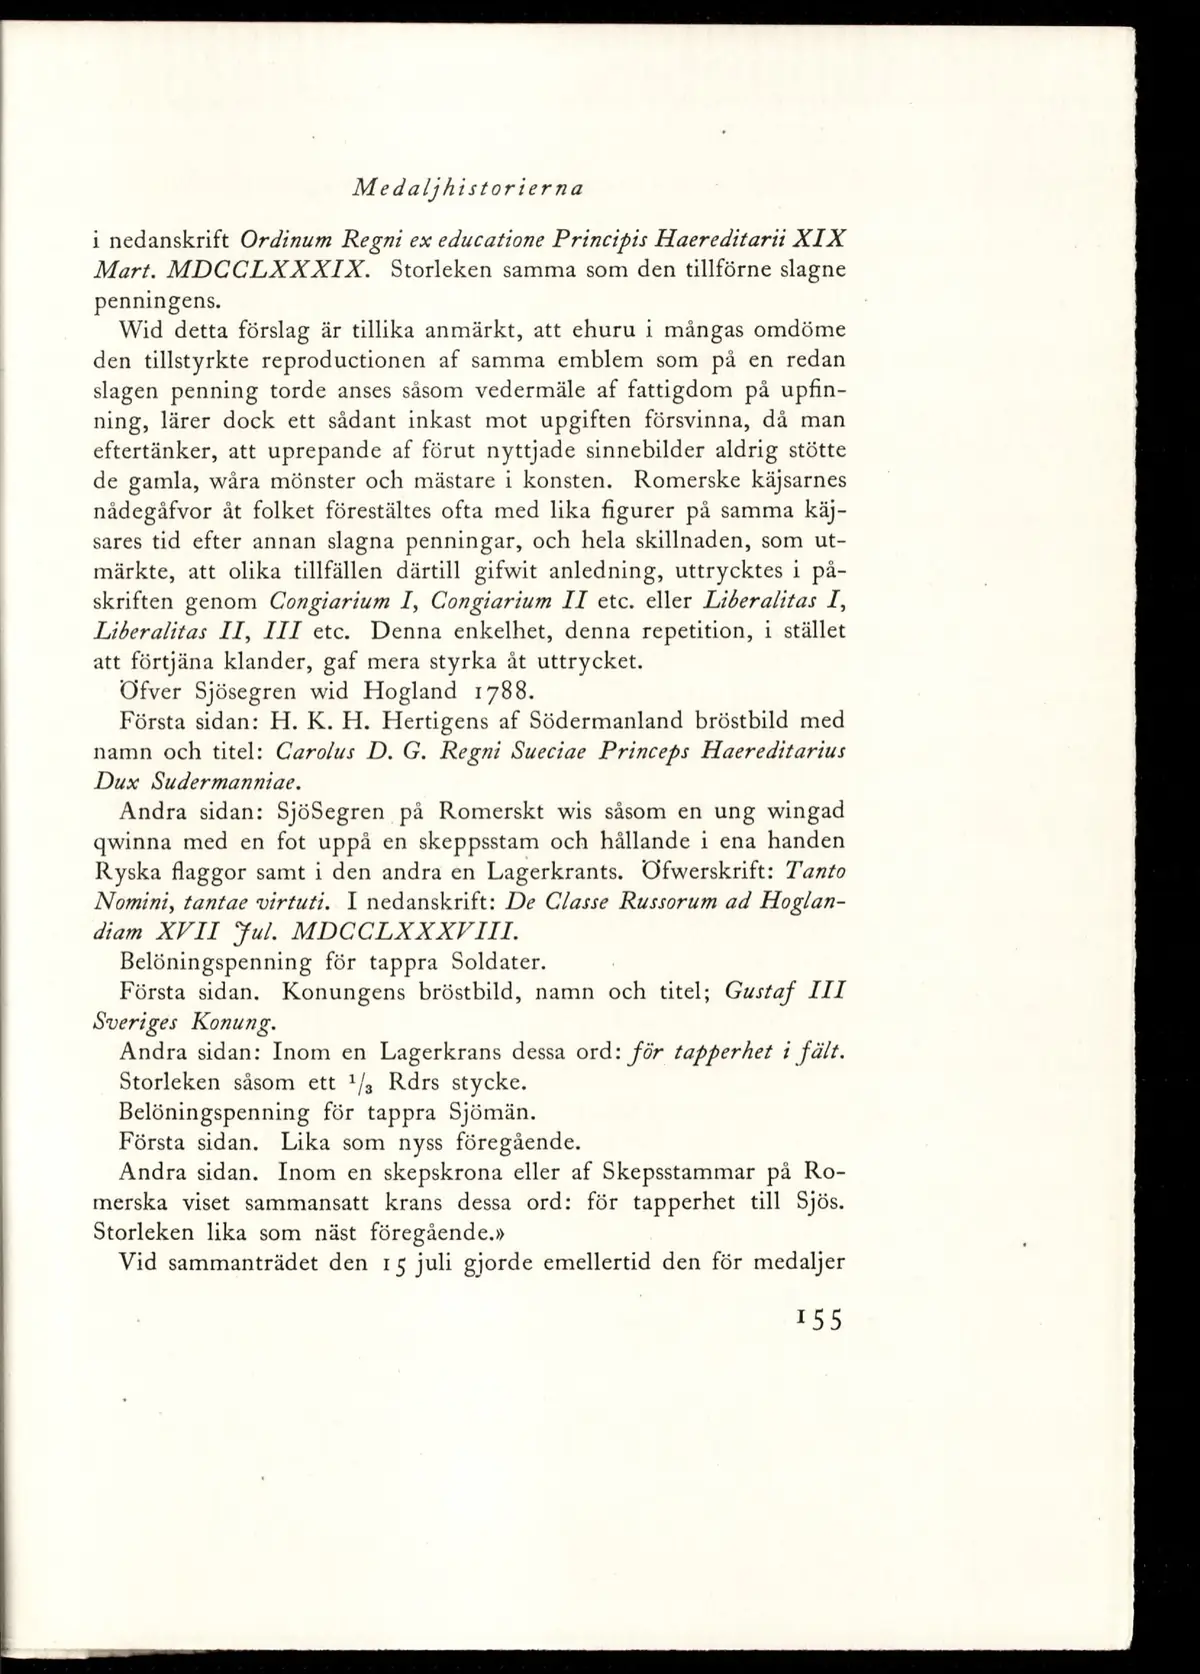 Medaljhistorierna
i nedanskrift Ordinum Regni ex educatione Principis Haereditarii XIX
Mart. MDCCLXXXIX. Storleken samma som den tillförne slagne
penningens.
Wid detta förslag är tillika anmärkt, att ehuru i mångas omdöme
den tillstyrkte reproductionen af samma emblem som på en redan
slagen penning torde anses såsom vedermäle af fattigdom på upfin-
ning, lärer dock ett sådant inkast mot upgiften försvinna, då man
eftertänker, att uprepande af förut nyttjade sinnebilder aldrig stötte
de gamla, wåra mönster och mästare i konsten. Romerske käjsarnes
nådegåfvor åt folket förestältes ofta med lika figurer på samma käj-
sares tid efter annan slagna penningar, och hela skillnaden, som ut-
märkte, att olika tillfällen därtill gifwit anledning, uttrycktes i på-
skriften genom Congiarium I, Congiarium II etc. eller Liberalitas I,
Liberalitas II, III etc. Denna enkelhet, denna repetition, i stället
att förtjäna klander, gaf mera styrka åt uttrycket.
Öfver Sjösegren wid Hogland 1788.
Första sidan: H. K. H. Hertigens af Södermanland bröstbild med
namn och titel: Carolus D. G. Regni Sueciae Princeps Haereditarius
Dux Sudermanniae.
Andra sidan: SjöSegren på Romerskt wis såsom en ung wingad
qwinna med en fot uppå en skeppsstam och hållande i ena handen
Ryska flaggor samt i den andra en Lagerkrants. Öfwerskrift: Tanto
Nomini, tantae virtuti. I nedanskrift: De Classe Russorum ad Hoglan-
diam XVII Jul. MDCCLXXXVIII.
Belöningspenning för tappra Soldater.
Första sidan. Konungens bröstbild, namn och titel; Gustaf III
Sveriges Konung.
Andra sidan: Inom en Lagerkrans dessa ord: för tapperhet i fält.
Storleken såsom ett 1/3 Rdrs stycke.
Belöningspenning för tappra Sjömän.
Första sidan. Lika som nyss föregående.
Andra sidan. Inom en skepskrona eller af Skepsstammar på Ro-
merska viset sammansatt krans dessa ord: för tapperhet till Sjös.
Storleken lika som näst föregående.»
Vid sammanträdet den 15 juli gjorde emellertid den för medaljer
155